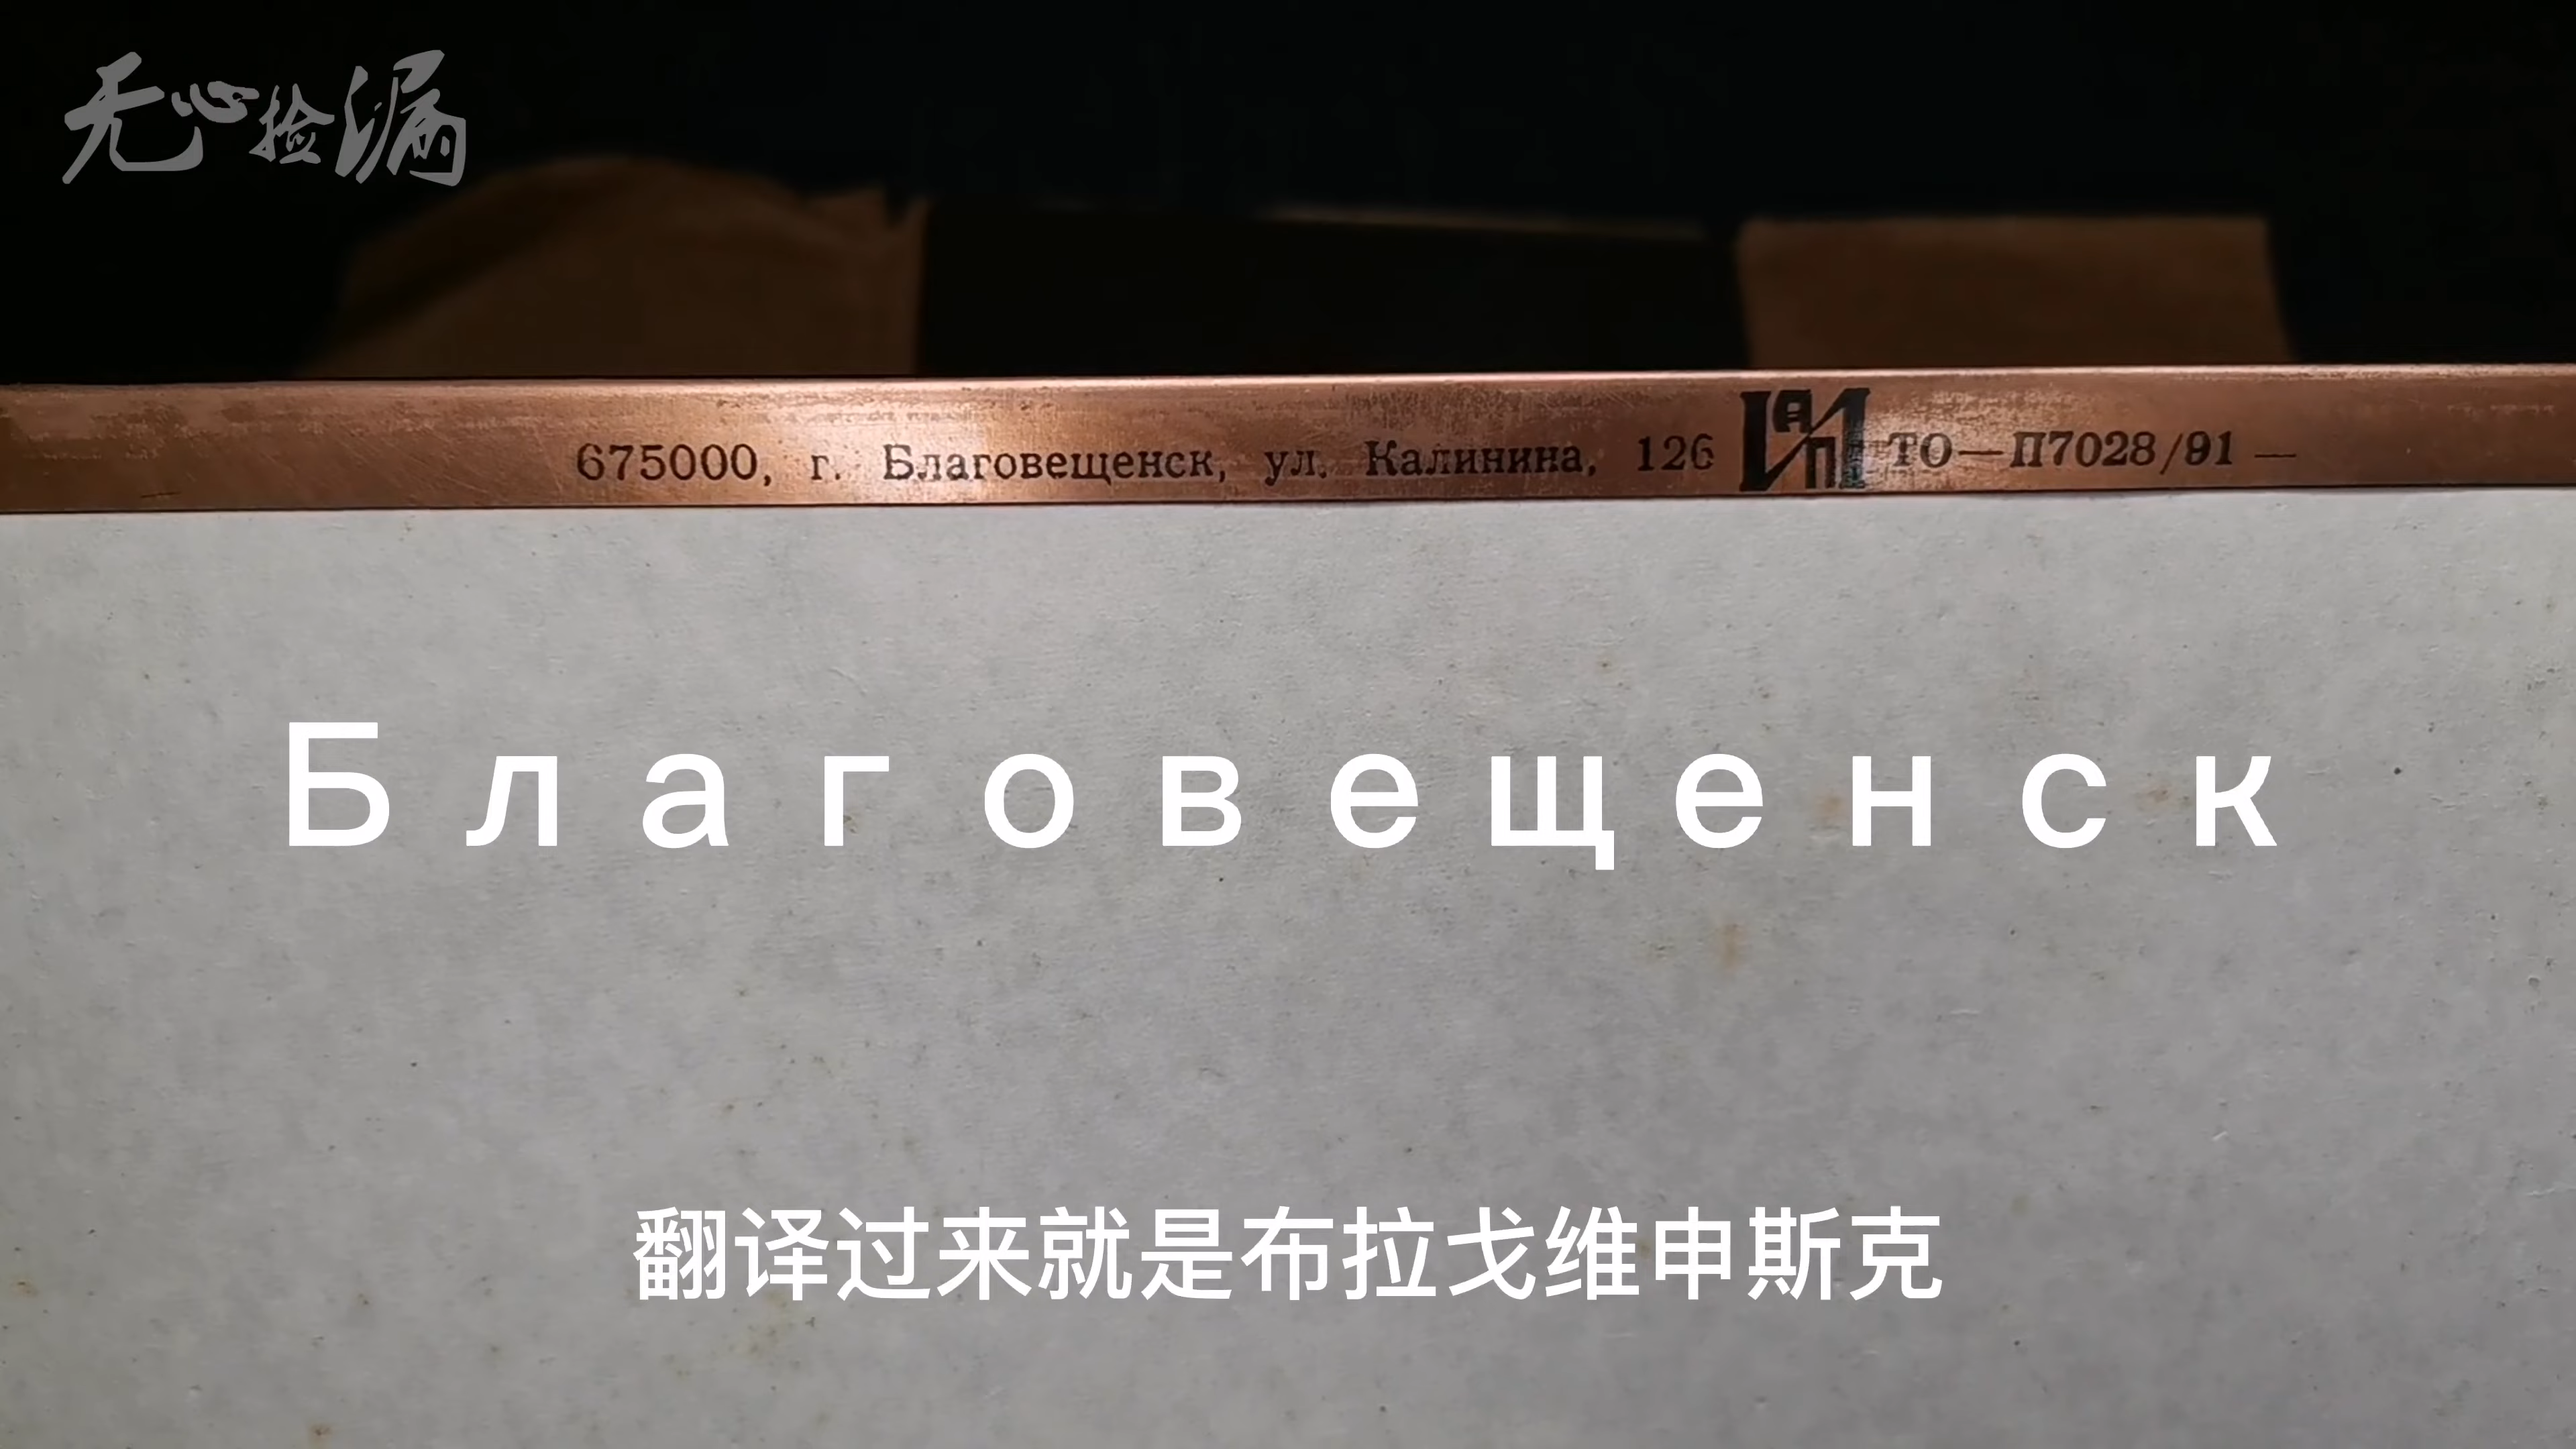 无心捡漏
675000, г. Благовещенск, ул. Калинина, 126 ТО—П7028/91 —
Благовещенск
翻译过来就是布拉戈维申斯克